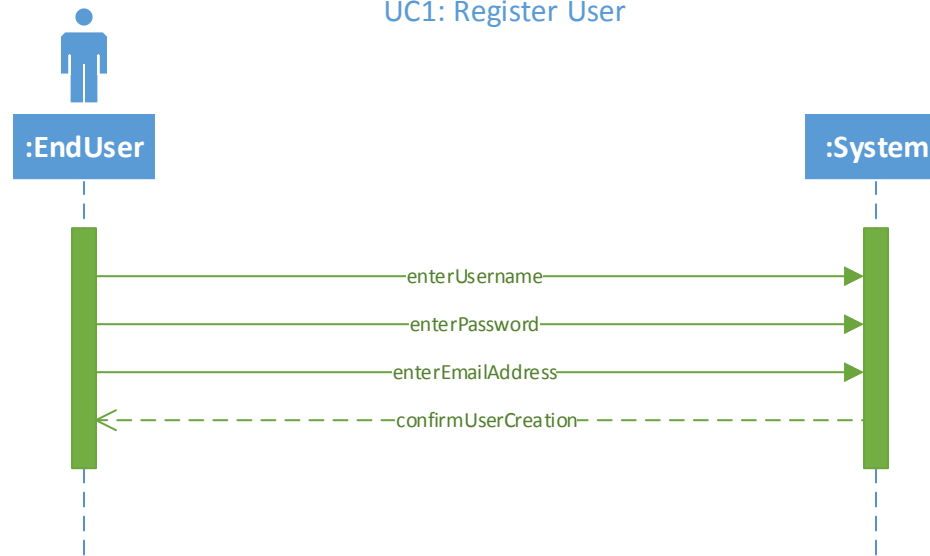 UC1: Register User
:EndUser
:System
enterUsername
enterPassword
enterEmailAddress
confirmUserCreation